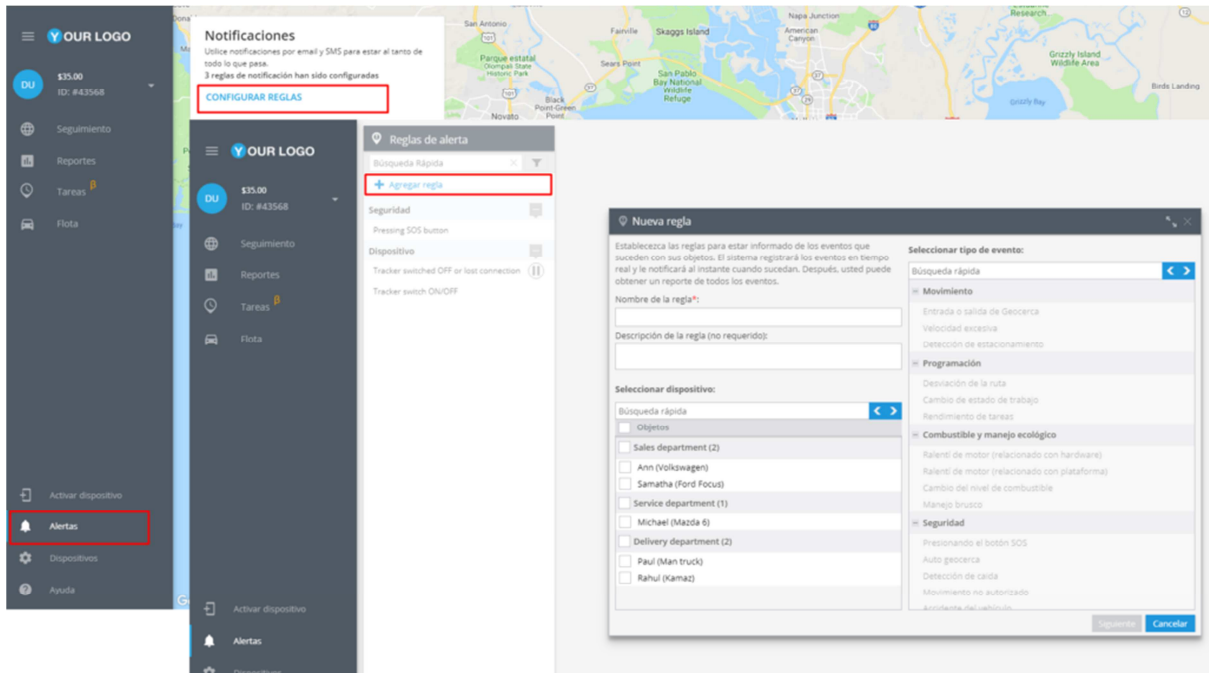 YOUR LOGO
DU
$35.00
ID: #43568
Seguimiento
Reportes
Tareas β
Flota
Activar dispositivo
Alertas
Dispositivos
Ayuda
Notificaciones
Utilice notificaciones por email y SMS para estar al tanto de
todo lo que pasa.
3 reglas de notificación han sido configuradas
CONFIGURAR REGLAS
San Antonio
101
Parque estatal
Olompali State
Historic Park
101
Black
Point-Green
Point
Novato
Fairville
Skaggs Island
Sears Point
San Pablo
Bay National
Wildlife
Refuge
37
37
Napa Junction
American
Canyon
80
Research
12
Grizzly Island
Wildlife Area
Grizzly Bay
Birds Landing
YOUR LOGO
DU
$35.00
ID: #43568
Seguimiento
Reportes
Tareas β
Flota
Activar dispositivo
Alertas
Dispositivos
Reglas de alerta
Búsqueda Rápida
Agregar regla
Seguridad
Pressing SOS button
Dispositivo
Tracker switched OFF or lost connection
Tracker switch ON/OFF
Nueva regla
Establecezca las reglas para estar informado de los eventos que
suceden con sus objetos. El sistema registrará los eventos en tiempo
real y le notificará al instante cuando sucedan. Después, usted puede
obtener un reporte de todos los eventos.
Nombre de la regla*:
Descripción de la regla (no requerido):
Seleccionar dispositivo:
Búsqueda rápida
Objetos
Sales department (2)
Ann (Volkswagen)
Samatha (Ford Focus)
Service department (1)
Michael (Mazda 6)
Delivery department (2)
Paul (Man truck)
Rahul (Kamaz)
Seleccionar tipo de evento:
Búsqueda rápida
Movimiento
Entrada o salida de Geocerca
Velocidad excesiva
Detección de estacionamiento
Programación
Desviación de la ruta
Cambio de estado de trabajo
Rendimiento de tareas
Combustible y manejo ecológico
Ralentí de motor (relacionado con hardware)
Ralentí de motor (relacionado con plataforma)
Cambio del nivel de combustible
Manejo brusco
Seguridad
Presionando el botón SOS
Auto geocerca
Detección de caída
Movimiento no autorizado
Accidente del vehículo
Siguiente
Cancelar